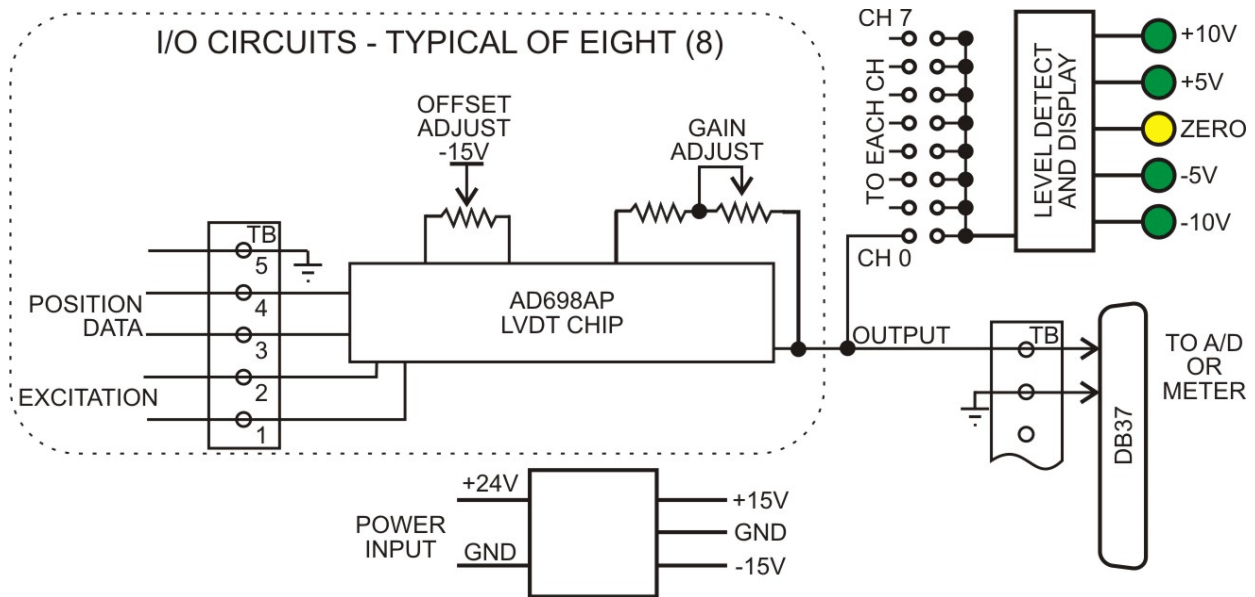 I/O CIRCUITS - TYPICAL OF EIGHT (8)
OFFSET
ADJUST
-15V
GAIN
ADJUST
TB
5
4
3
2
1
POSITION
DATA
EXCITATION
AD698AP
LVDT CHIP
CH 7
TO EACH CH
CH 0
LEVEL DETECT
AND DISPLAY
+10V
+5V
ZERO
-5V
-10V
OUTPUT
TB
DB37
TO A/D
OR
METER
POWER
INPUT
+24V
GND
+15V
GND
-15V